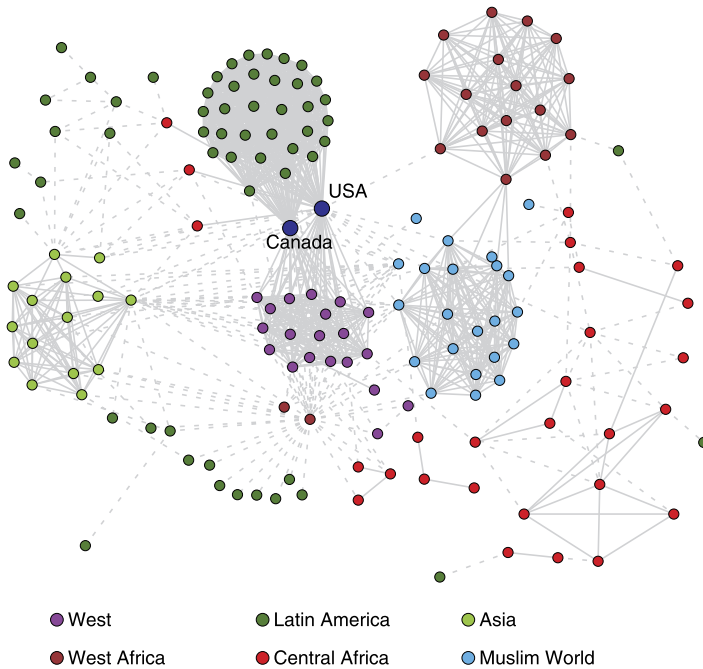 USA
Canada
West
Latin America
Asia
West Africa
Central Africa
Muslim World